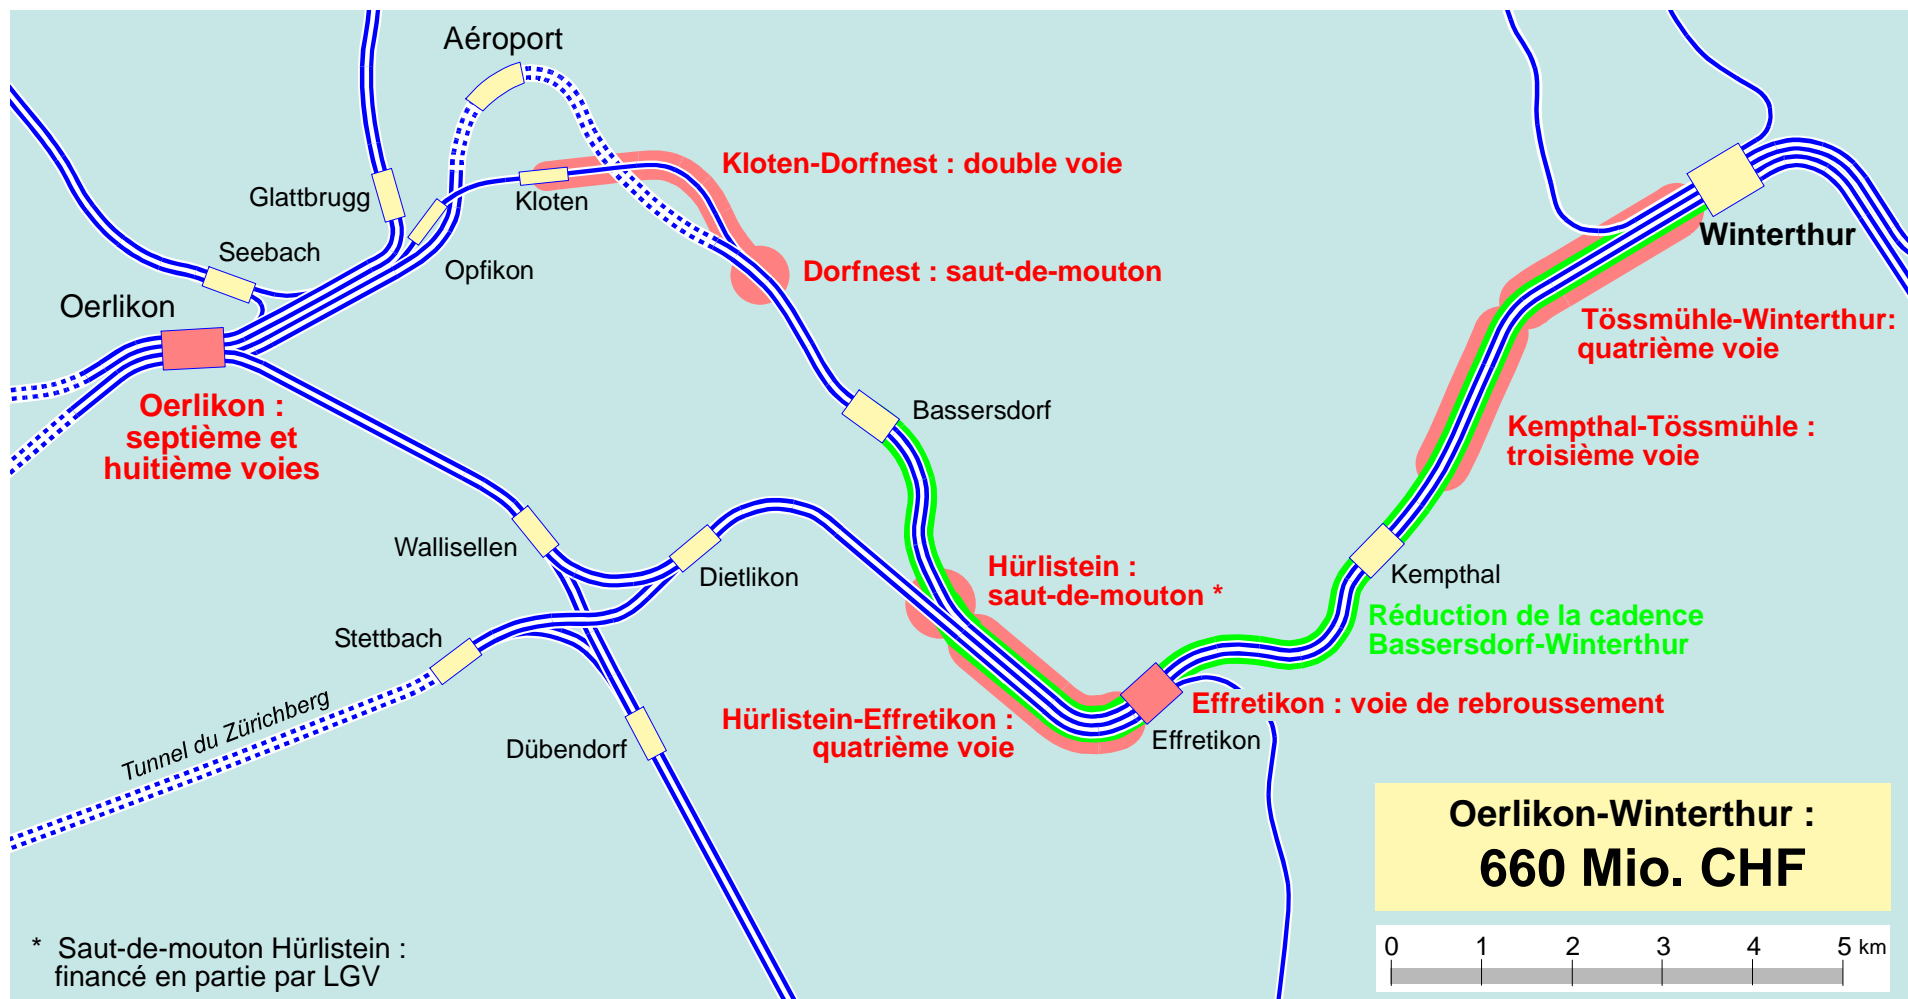 Aéroport
Kloten-Dorfnest : double voie
Glattbrugg
Kloten
Seebach
Opfikon
Dorfnest : saut-de-mouton
Winterthur
Oerlikon
Tössmühle-Winterthur:
quatrième voie
Oerlikon :
septième et
huitième voies
Bassersdorf
Kempthal-Tössmühle :
troisième voie
Wallisellen
Dietlikon
Hürlistein :
saut-de-mouton *
Kempthal
Réduction de la cadence
Bassersdorf-Winterthur
Stettbach
Tunnel du Zürichberg
Hürlistein-Effretikon :
quatrième voie
Effretikon : voie de rebroussement
Effretikon
Dübendorf
Oerlikon-Winterthur :
660 Mio. CHF
* Saut-de-mouton Hürlistein :
financé en partie par LGV
0 1 2 3 4 5 km